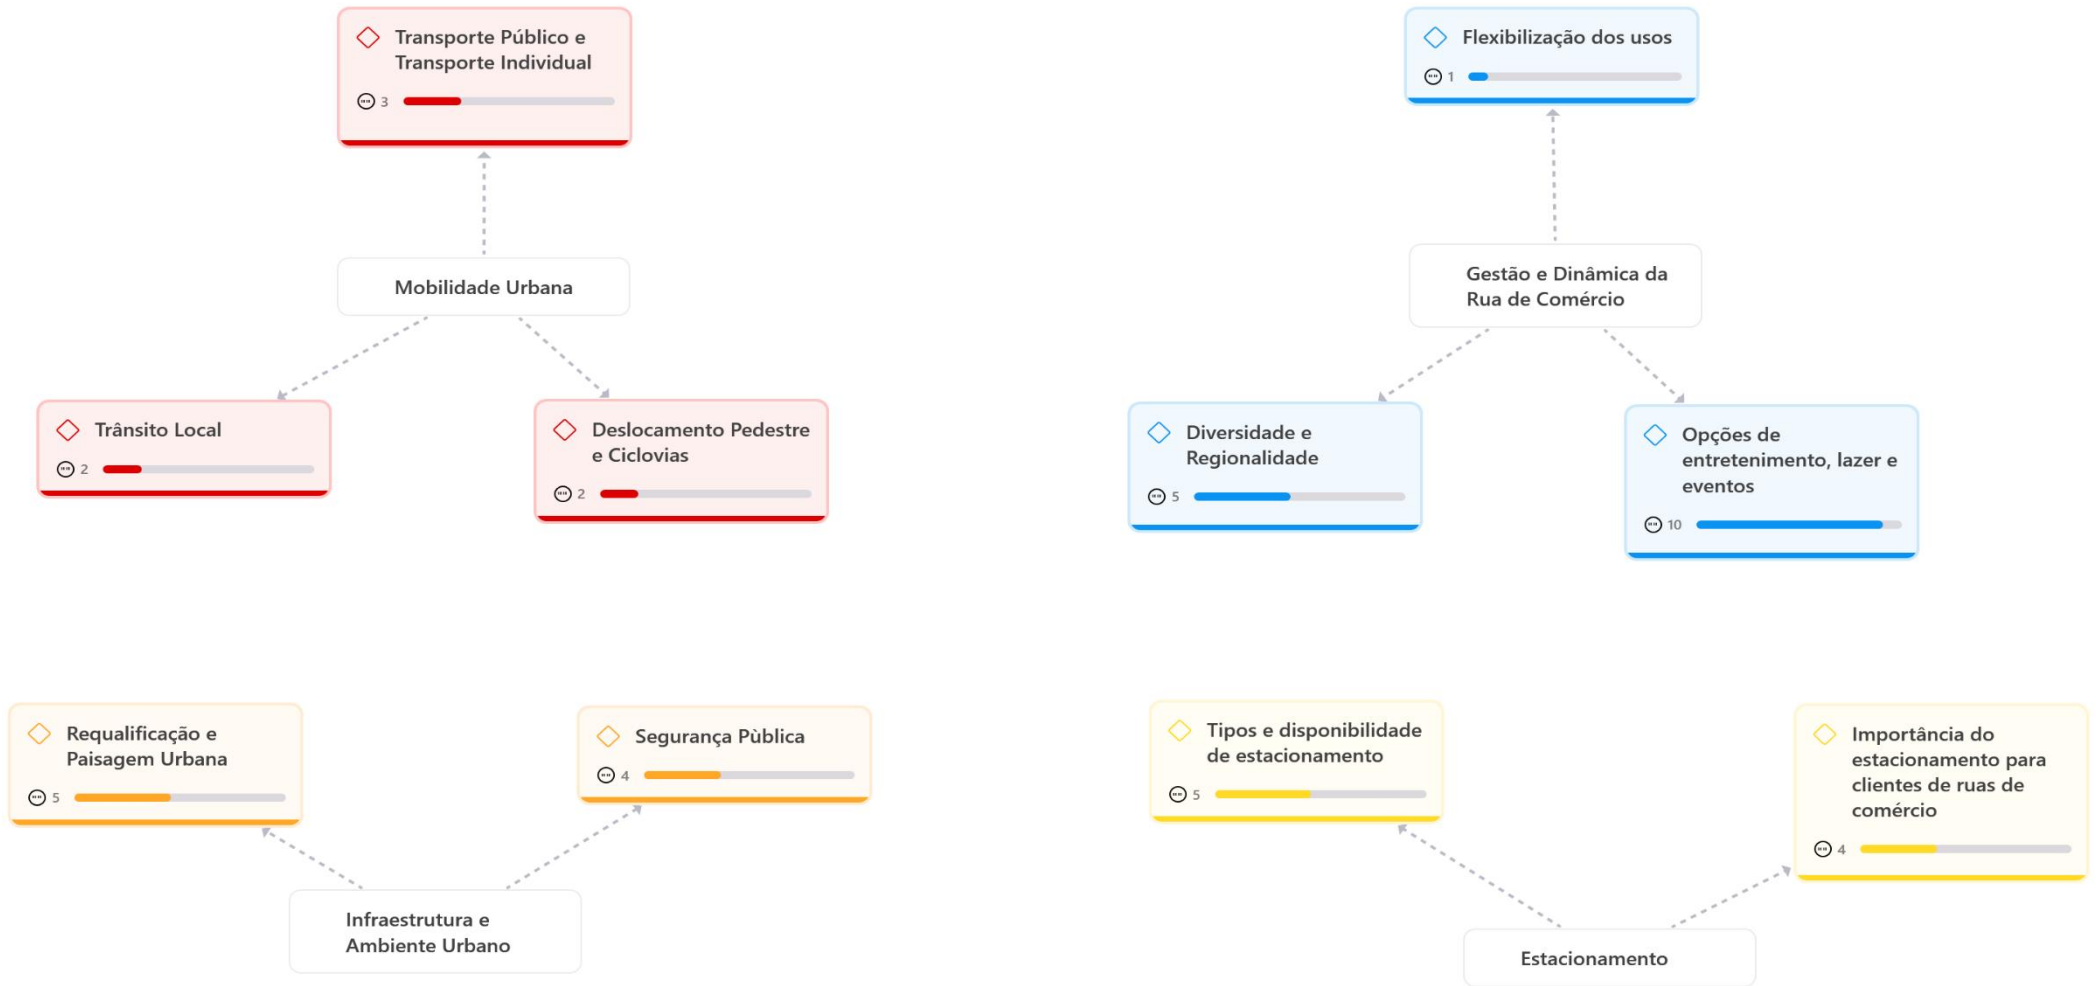 Transporte Público e
Transporte Individual
3
Mobilidade Urbana
Trânsito Local
2
Deslocamento Pedestre
e Ciclovias
2
Flexibilização dos usos
1
Gestão e Dinâmica da
Rua de Comércio
Diversidade e
Regionalidade
5
Opções de
entretenimento, lazer e
eventos
10
Requalificação e
Paisagem Urbana
5
Segurança Pùblica
4
Infraestrutura e
Ambiente Urbano
Tipos e disponibilidade
de estacionamento
5
Importância do
estacionamento para
clientes de ruas de
comércio
4
Estacionamento